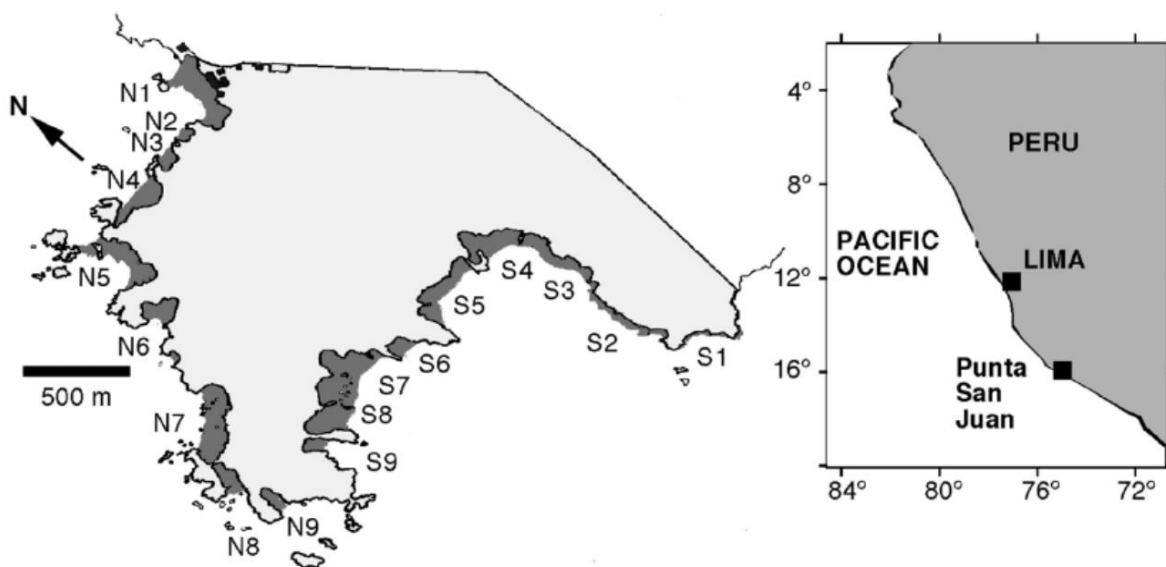 N1
N
N2
N3
N4
N5
N6
500 m
N7
N8
N9
S9
S8
S7
S6
S5
S4
S3
S2
S1
4°
8°
12°
16°
PERU
PACIFIC
OCEAN
LIMA
Punta
San
Juan
84° 80° 76° 72°